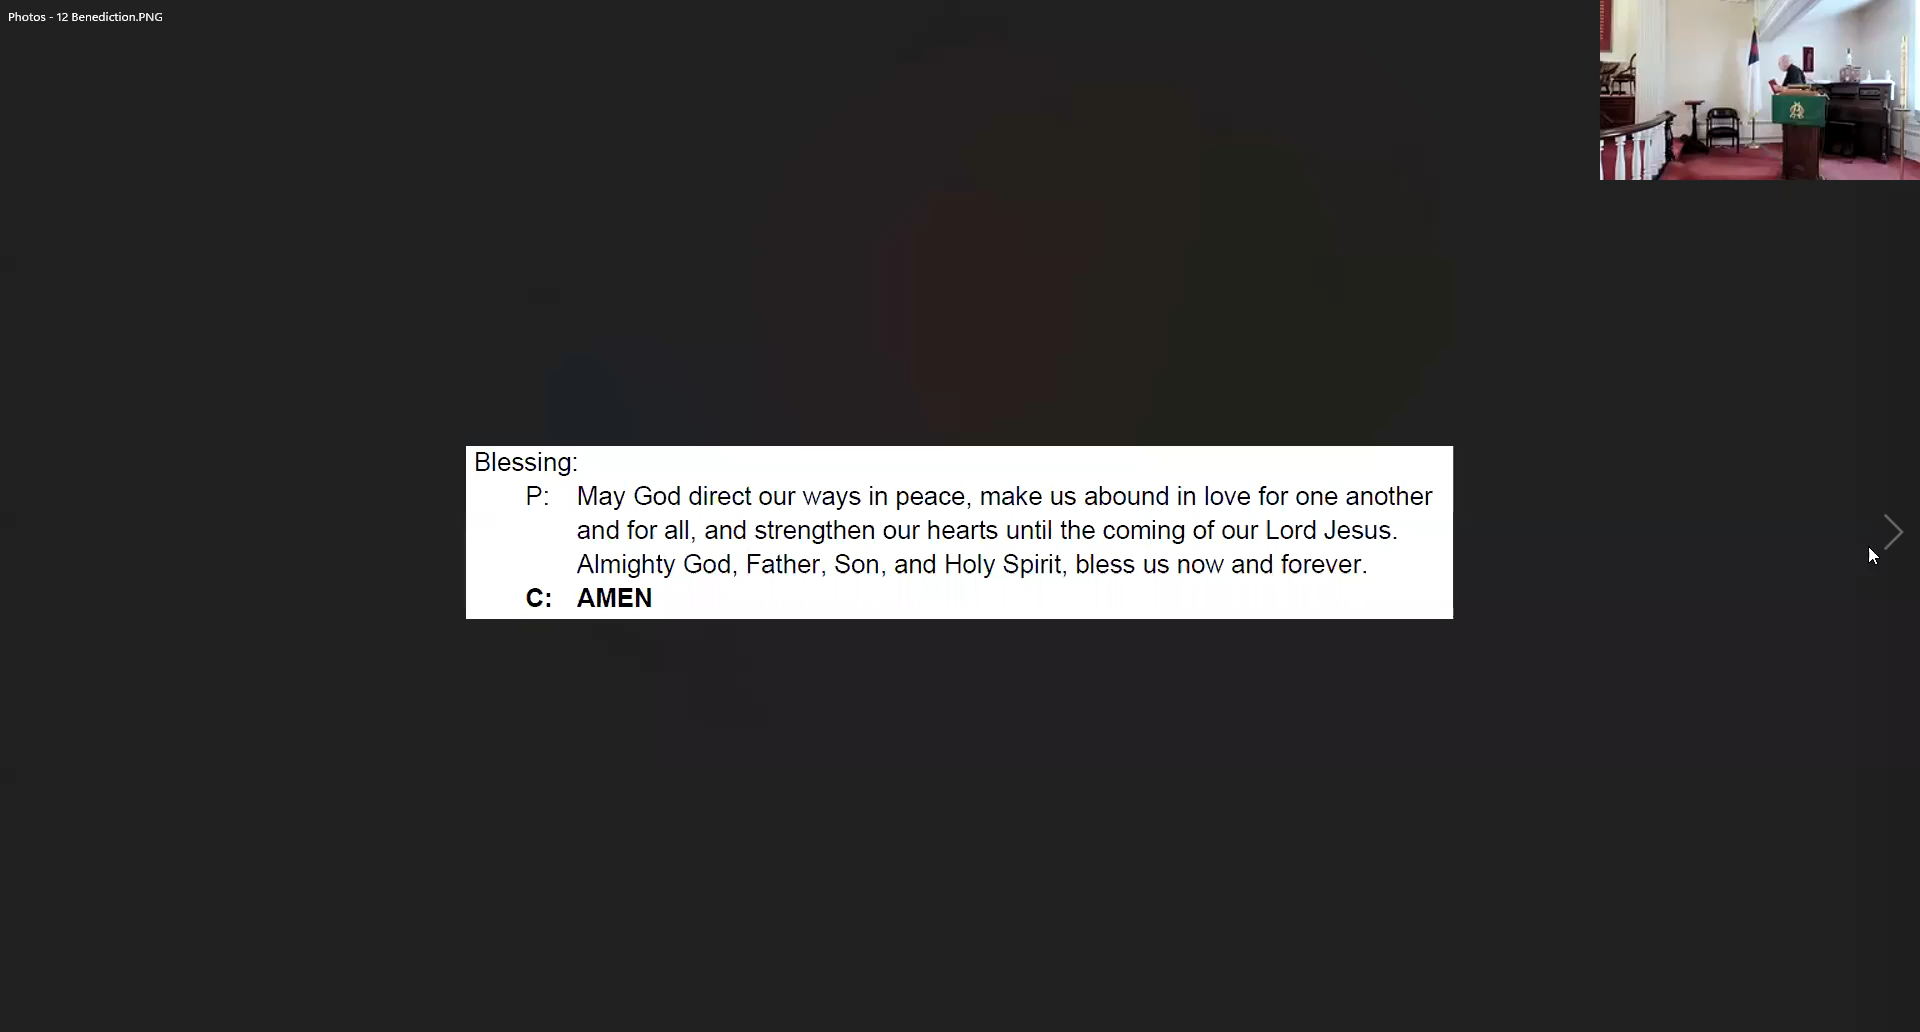 Photos - 12 Benediction.PNG
Blessing:
P: May God direct our ways in peace, make us abound in love for one another
and for all, and strengthen our hearts until the coming of our Lord Jesus.
Almighty God, Father, Son, and Holy Spirit, bless us now and forever.
C: AMEN